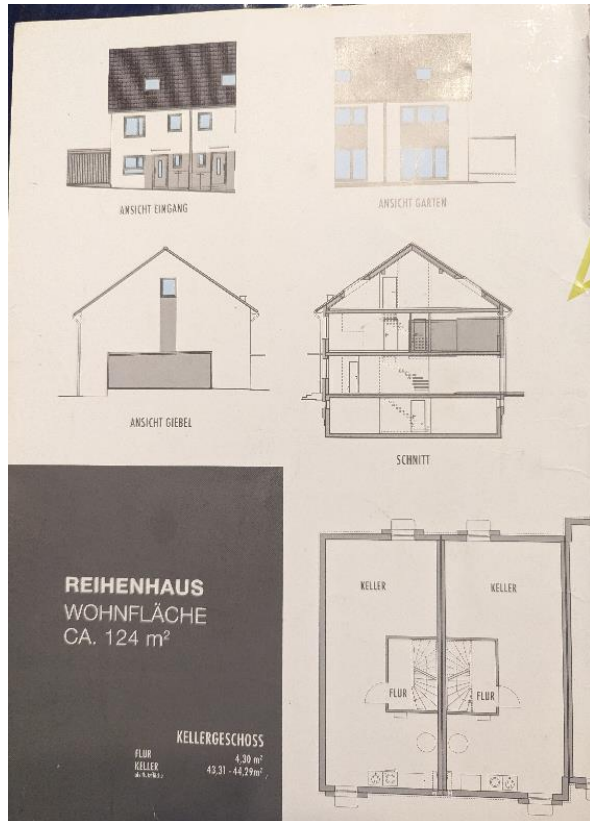 ANSICHT EINGANG
ANSICHT GARTEN
ANSICHT GIEBEL
SCHNITT
REIHENHAUS
WOHNFLÄCHE
CA. 124 m²
KELLERGESCHOSS
FLUR 4,30 m²
KELLER 43,31 - 44,29m²
KELLER
KELLER
FLUR
FLUR